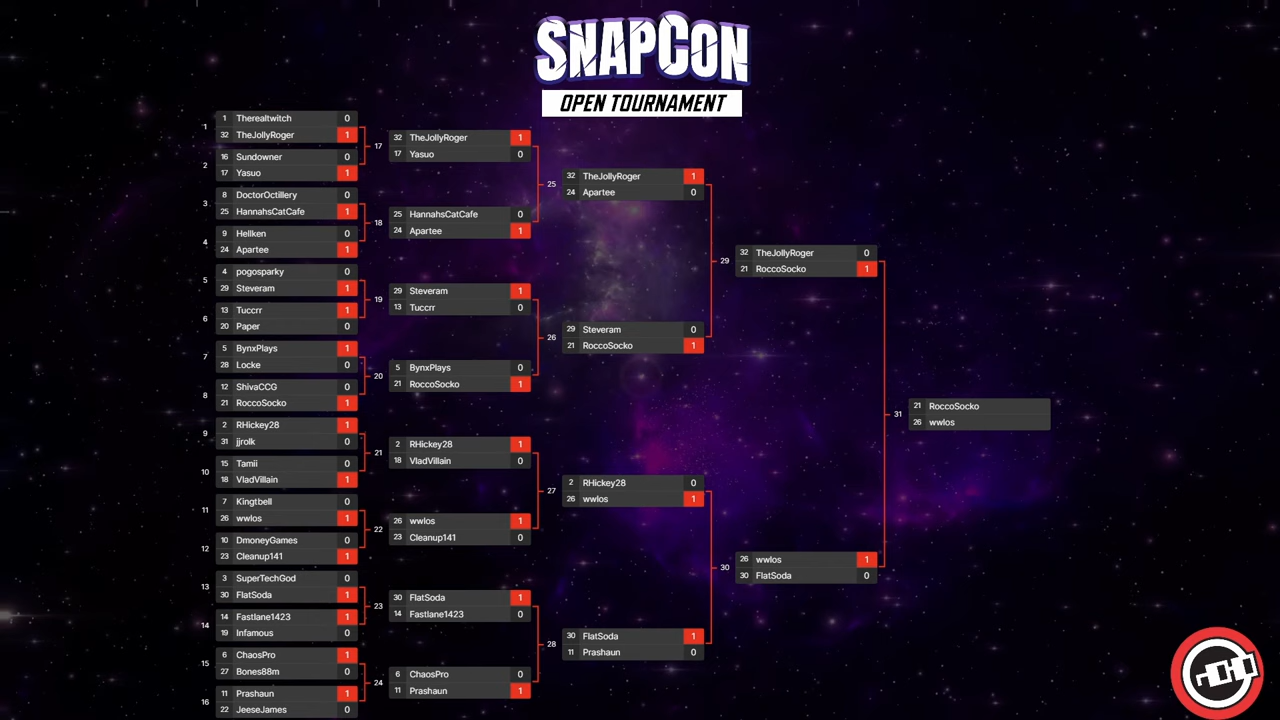 SNAPCON
OPEN TOURNAMENT
1
1 Therealtwitch 0
32 TheJollyRoger 1
2
16 Sundowner 0
17 Yasuo 1
3
8 DoctorOctillery 0
25 HannahsCatCafe 1
4
9 Hellken 0
24 Apartee 1
5
4 pogosparky 0
29 Steveram 1
6
13 Tuccrr 1
20 Paper 0
7
5 BynxPlays 1
28 Locke 0
8
12 ShivaCCG 0
21 RoccoSocko 1
9
2 RHickey28 1
31 jjrolk 0
10
15 Tamii 0
18 VladVillain 1
11
7 Kingtbell 0
26 wwlos 1
12
10 DmoneyGames 0
23 Cleanup141 1
13
3 SuperTechGod 0
30 FlatSoda 1
14
14 Fastlane1423 1
19 Infamous 0
15
6 ChaosPro 1
27 Bones88m 0
16
11 Prashaun 1
22 JeeseJames 0
17
32 TheJollyRoger 1
17 Yasuo 0
18
25 HannahsCatCafe 0
24 Apartee 1
19
29 Steveram 1
13 Tuccrr 0
20
5 BynxPlays 0
21 RoccoSocko 1
21
2 RHickey28 1
18 VladVillain 0
22
26 wwlos 1
23 Cleanup141 0
23
30 FlatSoda 1
14 Fastlane1423 0
24
6 ChaosPro 0
11 Prashaun 1
25
32 TheJollyRoger 1
24 Apartee 0
26
29 Steveram 0
21 RoccoSocko 1
27
2 RHickey28 0
26 wwlos 1
28
30 FlatSoda 1
11 Prashaun 0
29
32 TheJollyRoger 0
21 RoccoSocko 1
30
26 wwlos 1
30 FlatSoda 0
31
21 RoccoSocko
26 wwlos